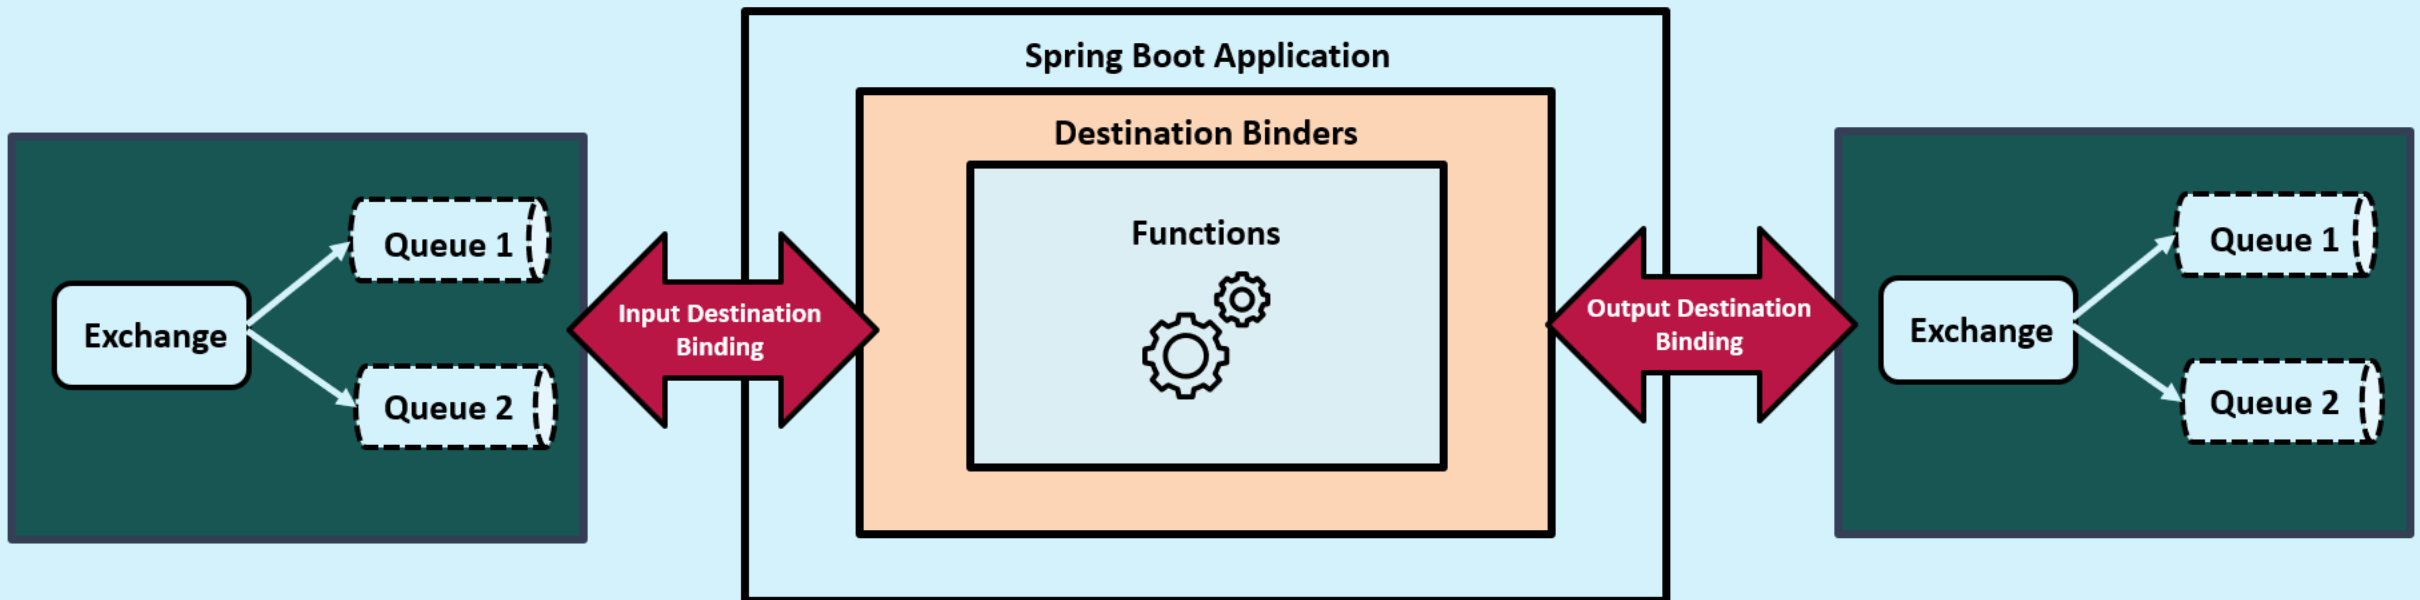 Spring Boot Application
Destination Binders
Functions
Exchange
Queue 1
Queue 2
Input Destination
Binding
Output Destination
Binding
Exchange
Queue 1
Queue 2